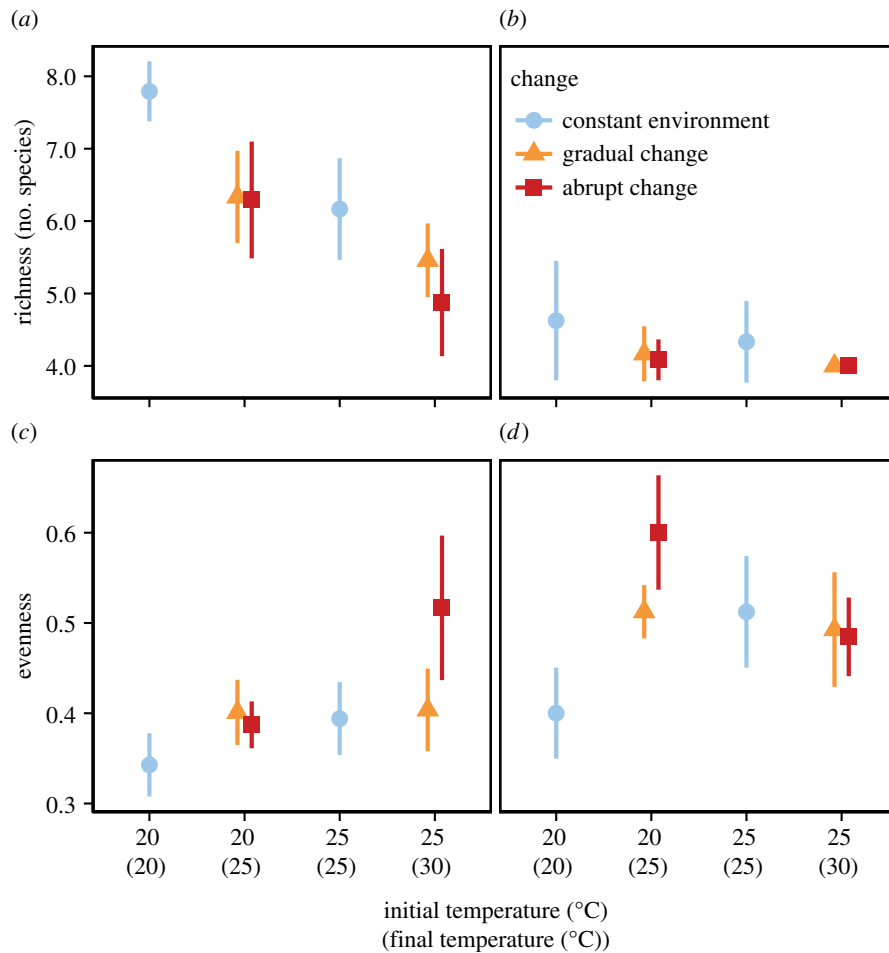 (a)
(b)
richness (no. species)
8.0
7.0
6.0
5.0
4.0
change
constant environment
gradual change
abrupt change
(c)
(d)
evenness
0.6
0.5
0.4
0.3
20 20 25 25
(20) (25) (25) (30)
20 20 25 25
(20) (25) (25) (30)
initial temperature (°C)
(final temperature (°C))